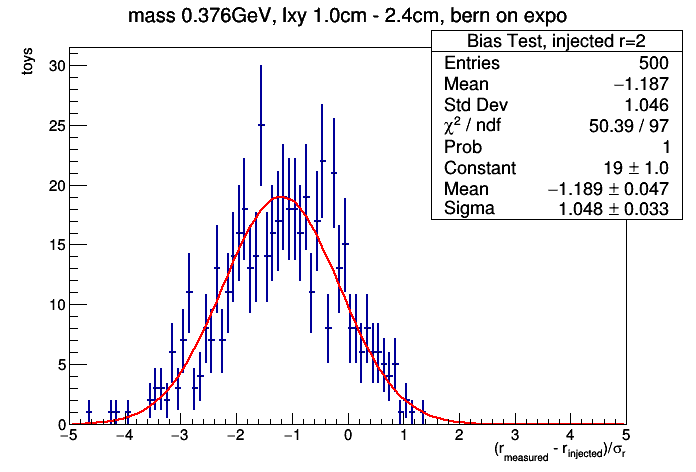 mass 0.376GeV, lxy 1.0cm - 2.4cm, bern on expo
toys
Bias Test, injected r=2
Entries 500
Mean −1.187
Std Dev 1.046
χ² / ndf 50.39 / 97
Prob 1
Constant 19 ± 1.0
Mean −1.189 ± 0.047
Sigma 1.048 ± 0.033
30
25
20
15
10
5
0
−5 −4 −3 −2 −1 0 1 2 3 4 5
(r_measured - r_injected)/σ_r